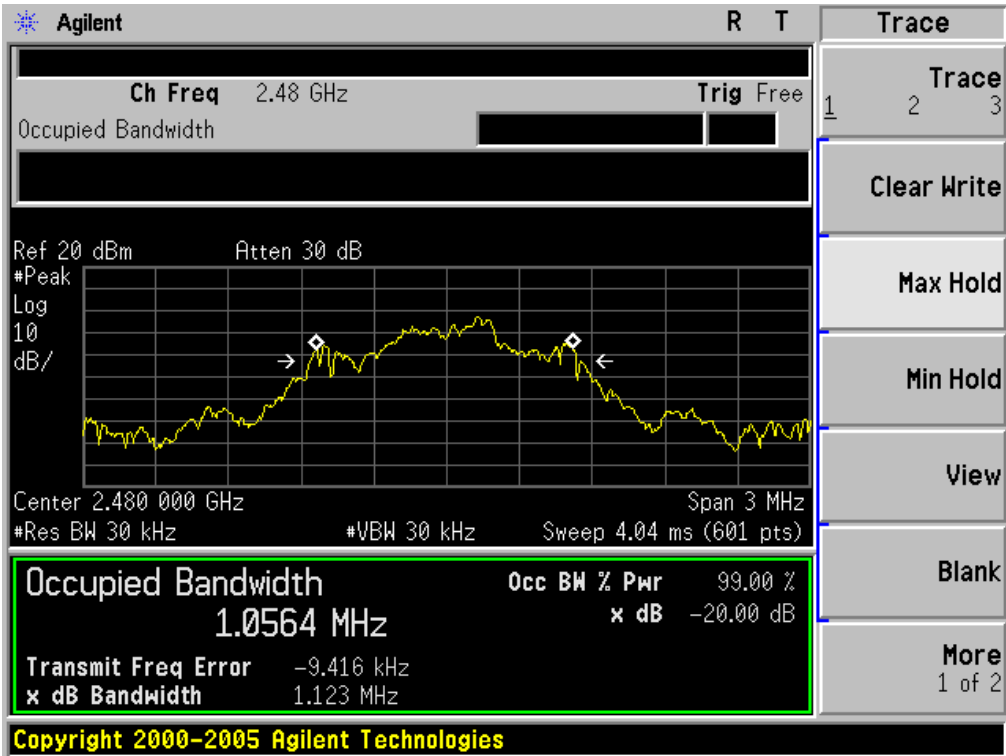 Agilent R T
Ch Freq 2.48 GHz Trig Free
Occupied Bandwidth
Ref 20 dBm Atten 30 dB
#Peak
Log
10
dB/
Center 2.480 000 GHz Span 3 MHz
#Res BW 30 kHz #VBW 30 kHz Sweep 4.04 ms (601 pts)
Occupied Bandwidth Occ BW % Pwr 99.00 %
1.0564 MHz x dB -20.00 dB
Transmit Freq Error -9.416 kHz
x dB Bandwidth 1.123 MHz
Copyright 2000-2005 Agilent Technologies
Trace
Trace
1 2 3
Clear Write
Max Hold
Min Hold
View
Blank
More
1 of 2